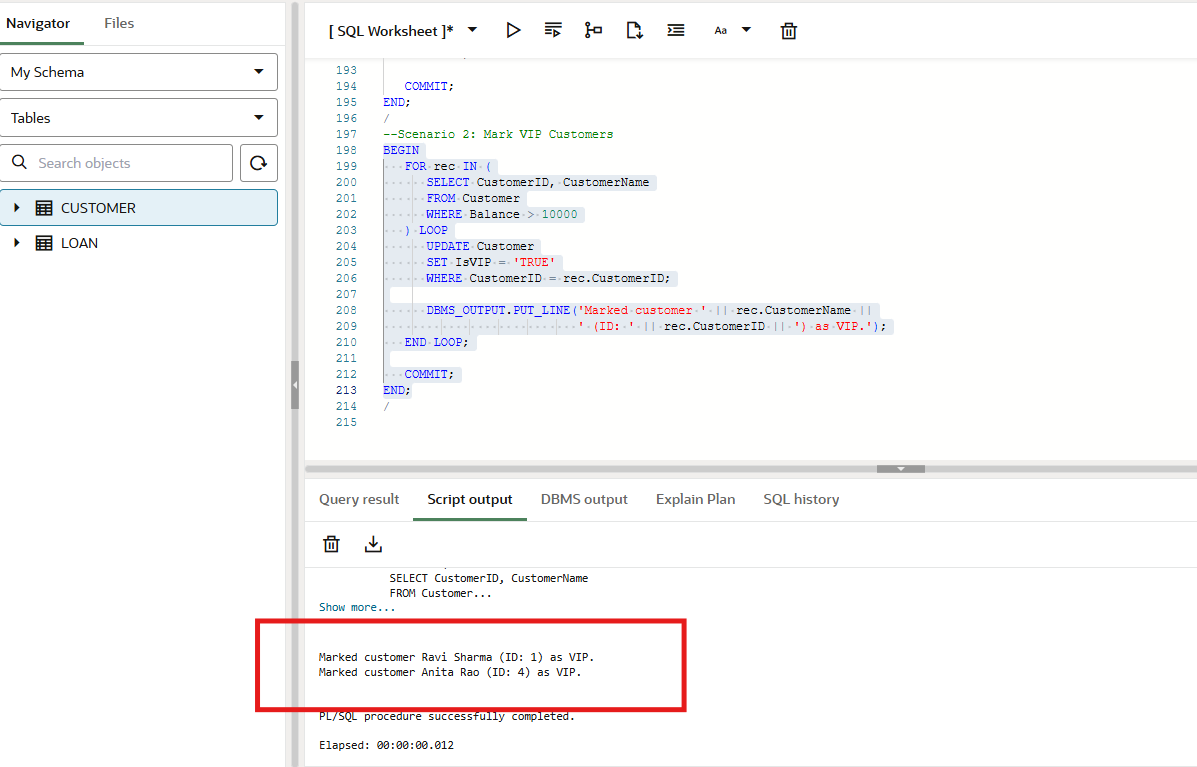 Navigator Files
My Schema
Tables
Search objects
CUSTOMER
LOAN
[ SQL Worksheet ]* Aa
193
194 COMMIT;
195 END;
196 /
197 --Scenario 2: Mark VIP Customers
198 BEGIN
199 FOR rec IN (
200 SELECT CustomerID, CustomerName
201 FROM Customer
202 WHERE Balance > 10000
203 ) LOOP
204 UPDATE Customer
205 SET IsVIP = 'TRUE'
206 WHERE CustomerID = rec.CustomerID;
207
208 DBMS_OUTPUT.PUT_LINE('Marked customer ' || rec.CustomerName ||
209 ' (ID: ' || rec.CustomerID || ') as VIP.');
210 END LOOP;
211
212 COMMIT;
213 END;
214 /
215
Query result Script output DBMS output Explain Plan SQL history
SELECT CustomerID, CustomerName
FROM Customer...
Show more...
Marked customer Ravi Sharma (ID: 1) as VIP.
Marked customer Anita Rao (ID: 4) as VIP.
PL/SQL procedure successfully completed.
Elapsed: 00:00:00.012